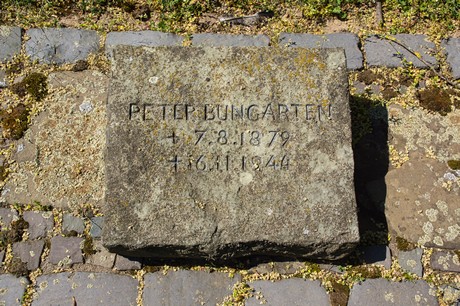 PETER BUNGARTEN
+ 7.8.1879
+ 16.11.1944